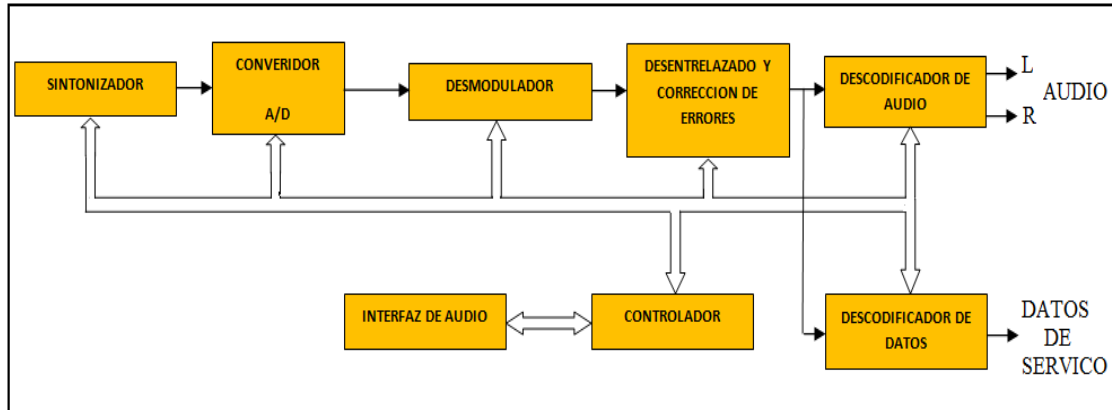 SINTONIZADOR
CONVERIDOR
A/D
DESMODULADOR
DESENTRELAZADO Y
CORRECCION DE
ERRORES
DESCODIFICADOR DE
AUDIO
L
AUDIO
R
INTERFAZ DE AUDIO
CONTROLADOR
DESCODIFICADOR DE
DATOS
DATOS
DE
SERVICO